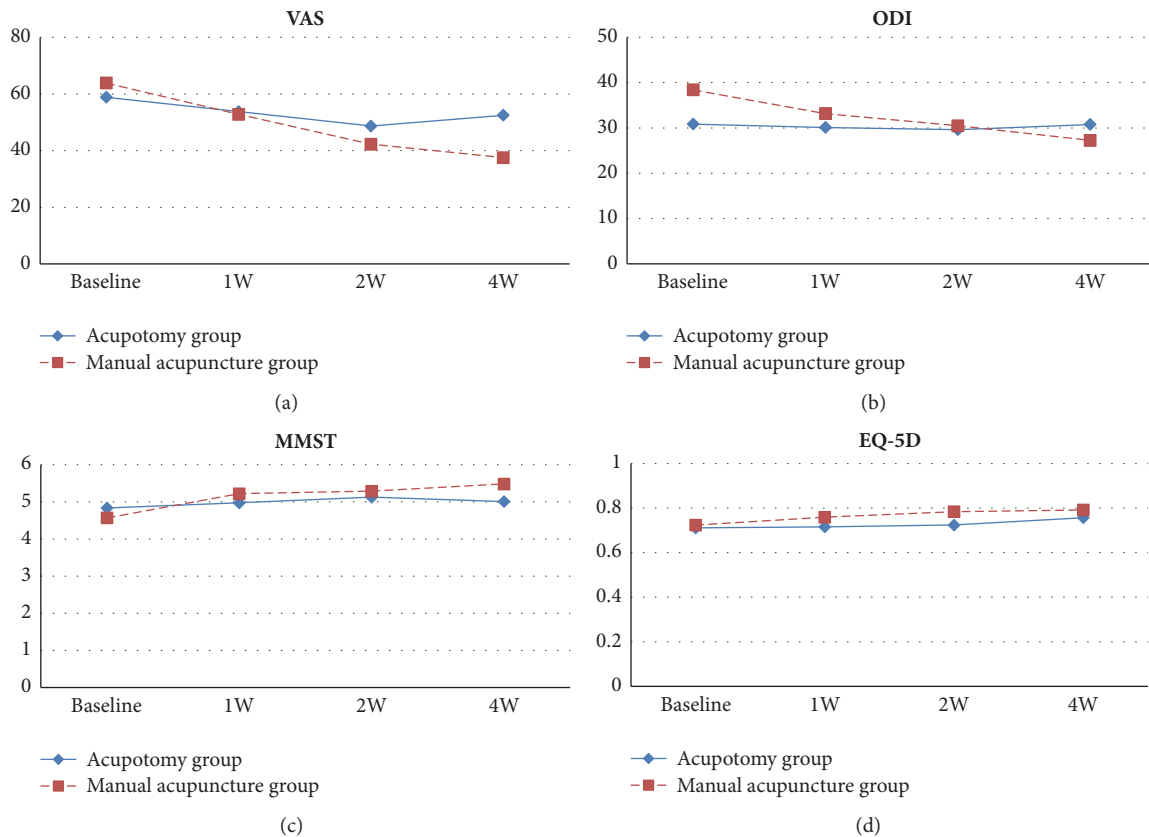 VAS
80
60
40
20
0
Baseline 1W 2W 4W
Acupotomy group
Manual acupuncture group
(a)
ODI
50
40
30
20
10
0
Baseline 1W 2W 4W
Acupotomy group
Manual acupuncture group
(b)
MMST
6
5
4
3
2
1
0
Baseline 1W 2W 4W
Acupotomy group
Manual acupuncture group
(c)
EQ-5D
1
0.8
0.6
0.4
0.2
0
Baseline 1W 2W 4W
Acupotomy group
Manual acupuncture group
(d)